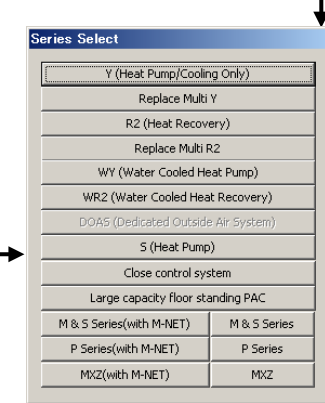 Series Select
Y (Heat Pump/Cooling Only)
Replace Multi Y
R2 (Heat Recovery)
Replace Multi R2
WY (Water Cooled Heat Pump)
WR2 (Water Cooled Heat Recovery)
DOAS (Dedicated Outside Air System)
S (Heat Pump)
Close control system
Large capacity floor standing PAC
M & S Series(with M-NET) M & S Series
P Series(with M-NET) P Series
MXZ(with M-NET) MXZ